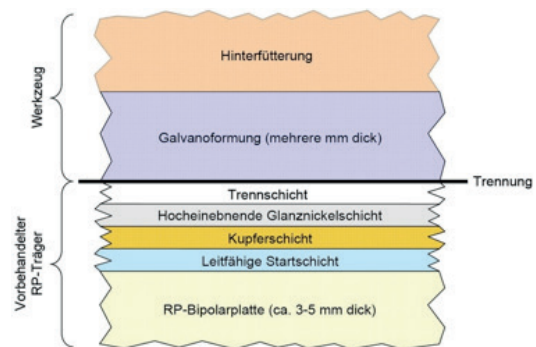 Werkzeug
Hinterfütterung
Galvanoformung (mehrere mm dick)
Trennung
Vorbehandelter
RP-Träger
Trennschicht
Hocheinebnende Glanznickelschicht
Kupferschicht
Leitfähige Startschicht
RP-Bipolarplatte (ca. 3-5 mm dick)